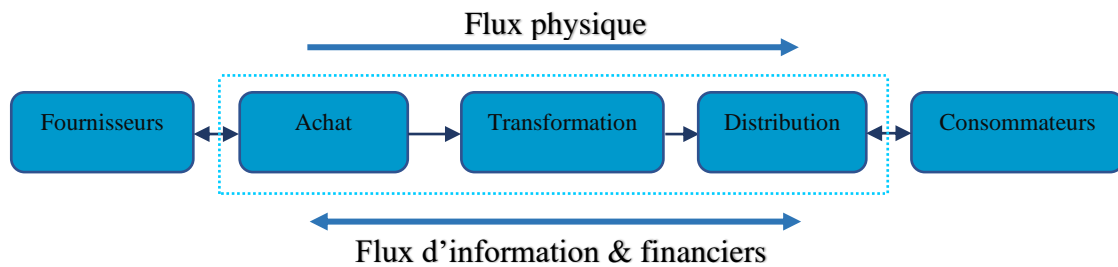 Flux physique
Fournisseurs
Achat
Transformation
Distribution
Consommateurs
Flux d’information & financiers